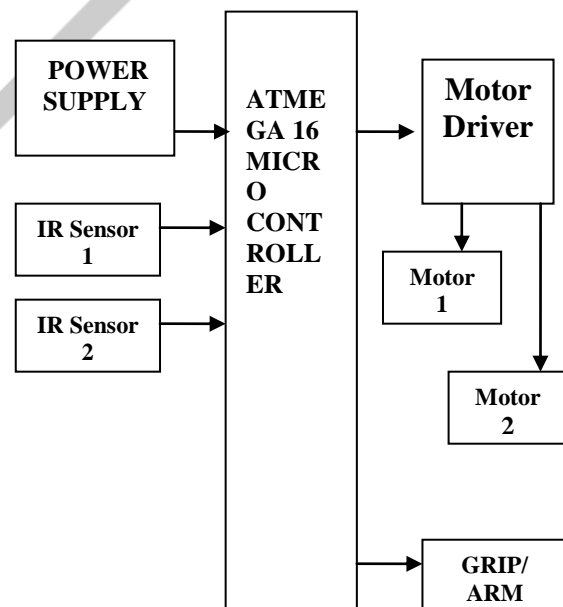 POWER
SUPPLY
IR Sensor
1
IR Sensor
2
ATME
GA 16
MICR
O
CONT
ROLL
ER
Motor
Driver
Motor
1
Motor
2
GRIP/
ARM